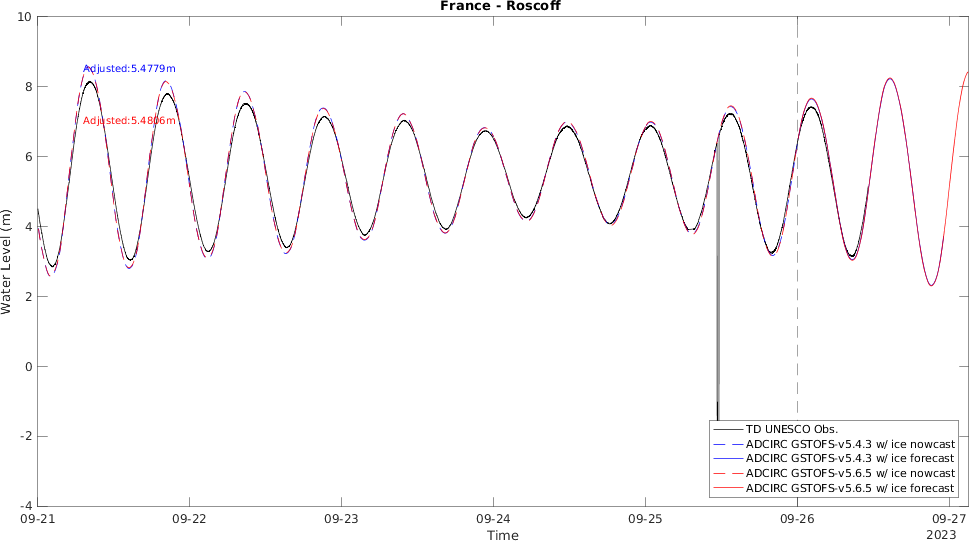 France - Roscoff
10
8
6
4
2
0
-2
-4
Water Level (m)
Adjusted:5.4779m
Adjusted:5.4806m
TD UNESCO Obs.
ADCIRC GSTOFS-v5.4.3 w/ ice nowcast
ADCIRC GSTOFS-v5.4.3 w/ ice forecast
ADCIRC GSTOFS-v5.6.5 w/ ice nowcast
ADCIRC GSTOFS-v5.6.5 w/ ice forecast
09-21 09-22 09-23 09-24 09-25 09-26 09-27
Time
2023